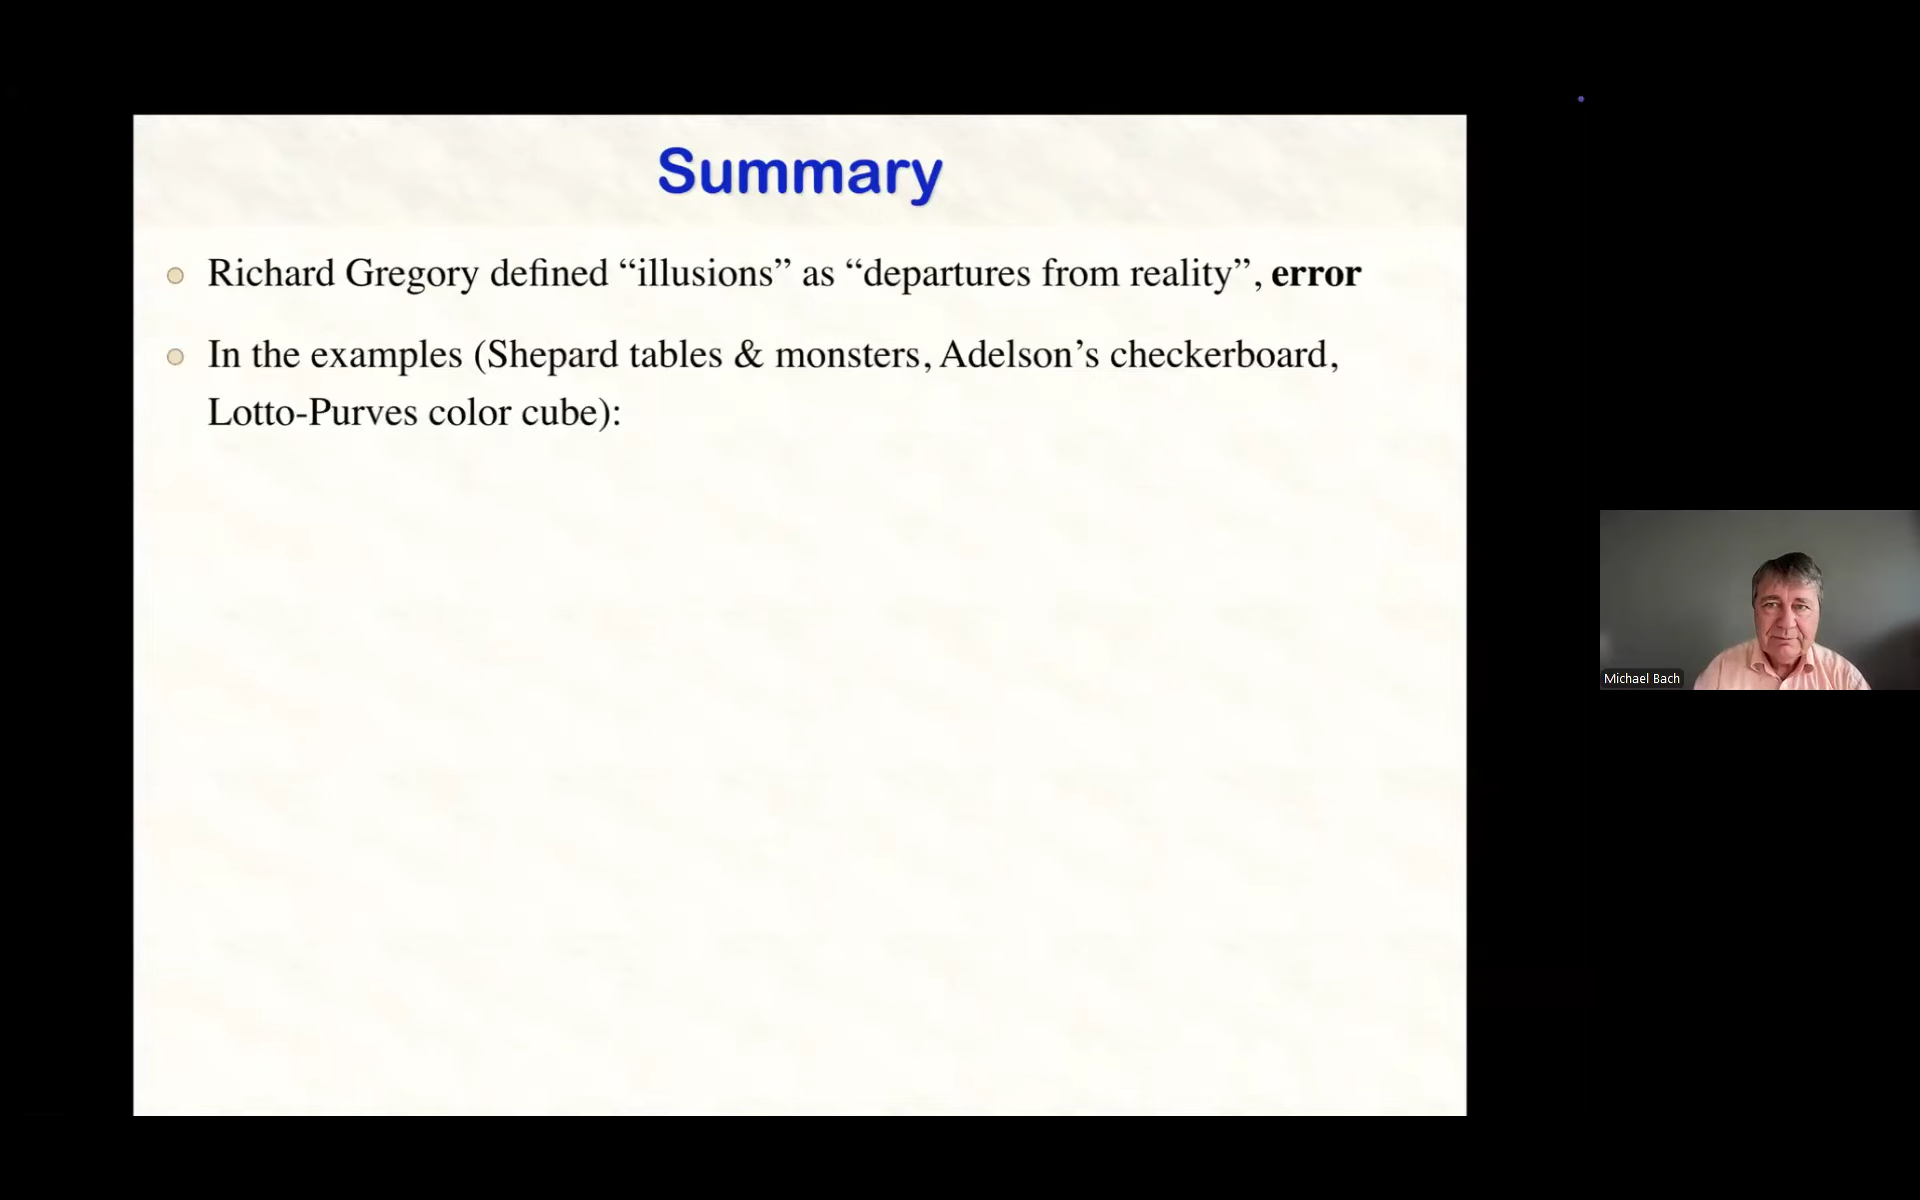 Summary
Richard Gregory defined “illusions” as “departures from reality”, error
In the examples (Shepard tables & monsters, Adelson’s checkerboard,
Lotto-Purves color cube):
Michael Bach